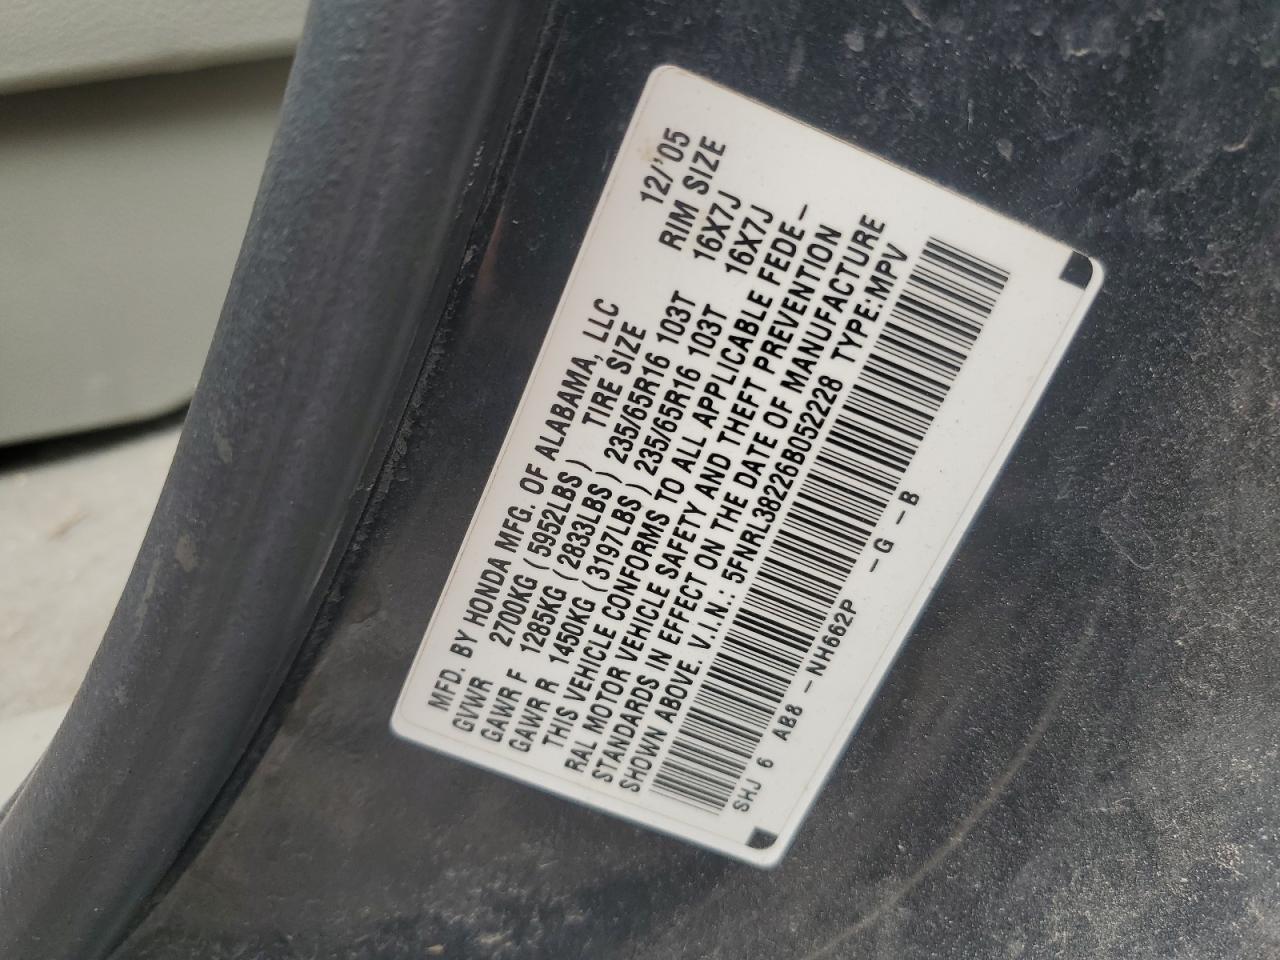 MFD. BY HONDA MFG. OF ALABAMA, LLC 12/'05
GVWR 2700KG (5952LBS) TIRE SIZE RIM SIZE
GAWR F 1285KG (2833LBS) 235/65R16 103T 16X7J
GAWR R 1450KG (3197LBS) 235/65R16 103T 16X7J
THIS VEHICLE CONFORMS TO ALL APPLICABLE FEDE-
RAL MOTOR VEHICLE SAFETY AND THEFT PREVENTION
STANDARDS IN EFFECT ON THE DATE OF MANUFACTURE
SHOWN ABOVE. V.I.N.: 5FNRL38226B052228 TYPE:MPV
SHJ 6 AB8 - NH662P - G - B